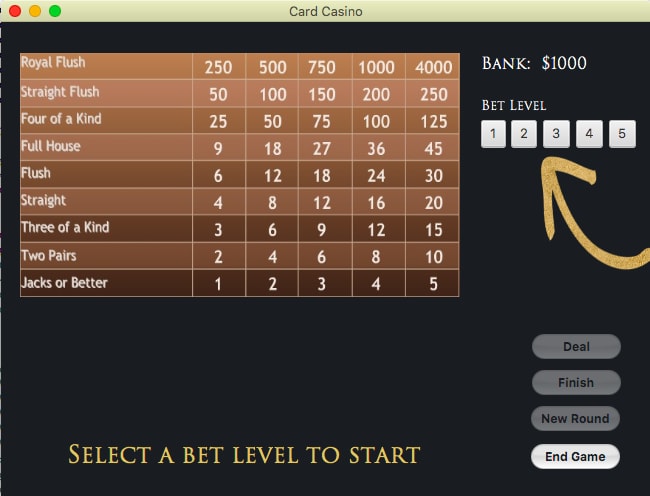 Card Casino
Royal Flush 250 500 750 1000 4000
Straight Flush 50 100 150 200 250
Four of a Kind 25 50 75 100 125
Full House 9 18 27 36 45
Flush 6 12 18 24 30
Straight 4 8 12 16 20
Three of a Kind 3 6 9 12 15
Two Pairs 2 4 6 8 10
Jacks or Better 1 2 3 4 5
Bank: $1000
Bet Level
1 2 3 4 5
Deal
Finish
New Round
End Game
Select a bet level to start